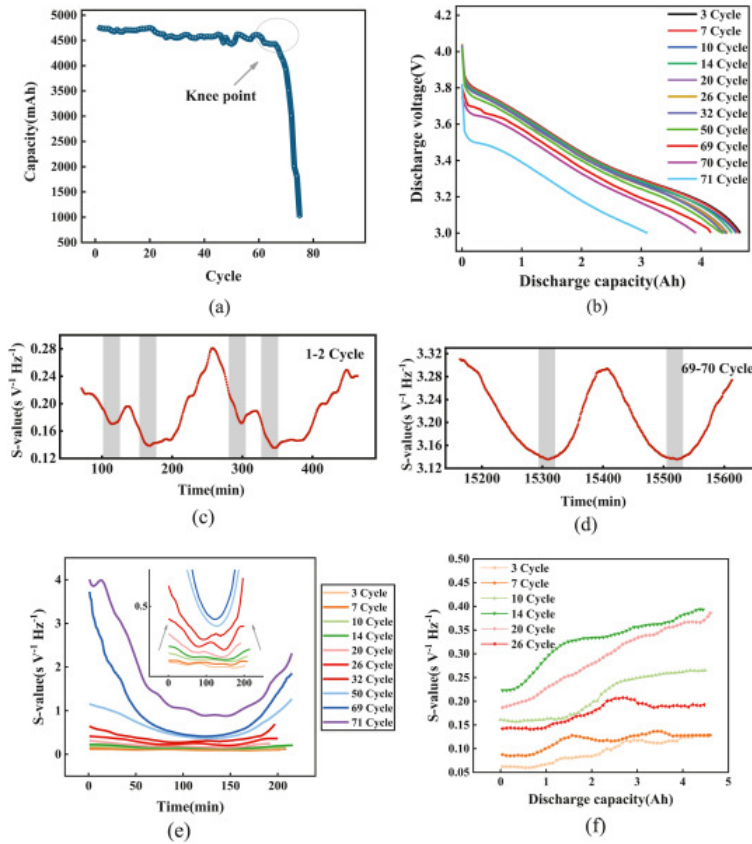 5000
4500
4000
3500
3000
2500
2000
1500
1000
500
Capacity(mAh)
Knee point
0 20 40 60 80
Cycle
(a)
4.0
3.8
3.6
3.4
3.2
3.0
Discharge voltage(V)
3 Cycle
7 Cycle
10 Cycle
14 Cycle
20 Cycle
26 Cycle
32 Cycle
50 Cycle
69 Cycle
70 Cycle
71 Cycle
0 1 2 3 4
Discharge capacity(Ah)
(b)
0.28
0.24
0.20
0.16
0.12
S-value(s V⁻¹ Hz⁻¹)
1-2 Cycle
100 200 300 400
Time(min)
(c)
3.32
3.28
3.24
3.20
3.16
3.12
S-value(s V⁻¹ Hz⁻¹)
69-70 Cycle
15200 15300 15400 15500 15600
Time(min)
(d)
4
3
2
1
0
S-value(s V⁻¹ Hz⁻¹)
0.5
0 100 200
3 Cycle
7 Cycle
10 Cycle
14 Cycle
20 Cycle
26 Cycle
32 Cycle
50 Cycle
69 Cycle
71 Cycle
0 50 100 150 200
Time(min)
(e)
0.50
0.45
0.40
0.35
0.30
0.25
0.20
0.15
0.10
0.05
S-value(s V⁻¹ Hz⁻¹)
3 Cycle
7 Cycle
10 Cycle
14 Cycle
20 Cycle
26 Cycle
0 1 2 3 4 5
Discharge capacity(Ah)
(f)